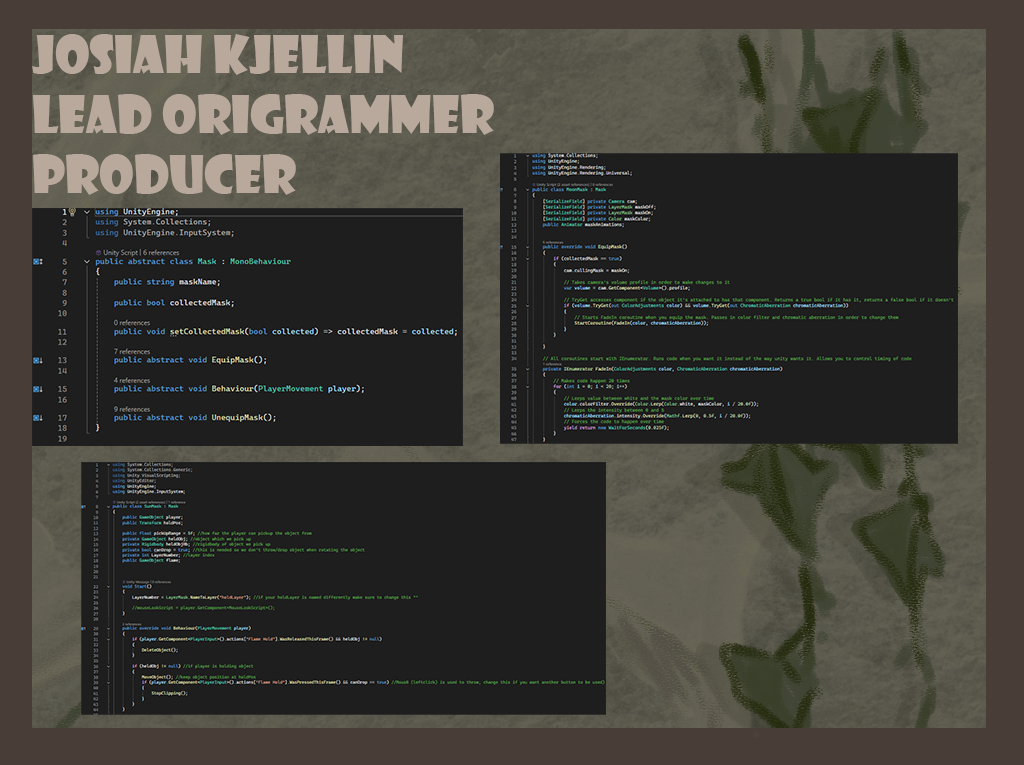 JOSIAH KJELLIN
LEAD ORIGRAMMER
PRODUCER
1 using UnityEngine;
2 using System.Collections;
3 using UnityEngine.InputSystem;
4
Unity Script | 6 references
5 public abstract class Mask : MonoBehaviour
6 {
7 public string maskName;
8
9 public bool collectedMask;
10
0 references
11 public void setCollectedMask(bool collected) => collectedMask = collected;
12
7 references
13 public abstract void EquipMask();
14
4 references
15 public abstract void Behaviour(PlayerMovement player);
16
9 references
17 public abstract void UnequipMask();
18 }
19
using System.Collections;
using UnityEngine;
using UnityEngine.Rendering;
using UnityEngine.Rendering.Universal;
public class MoonMask : Mask
{
[SerializeField] private Camera cam;
[SerializeField] private LayerMask maskOff;
[SerializeField] private LayerMask maskOn;
[SerializeField] private Color maskColor;
public Animator maskAnimations;
public override void EquipMask()
{
if (collectedMask == true)
{
cam.cullingMask = maskOn;
// Takes camera's volume profile in order to make changes to it
var volume = cam.GetComponent<Volume>().profile;
// TryGet accesses component if the object it's attached to has that component. Returns a true bool if it has it, returns a false bool if it doesn't
if (volume.TryGet(out ColorAdjustments color) && volume.TryGet(out ChromaticAberration chromaticAberration))
{
// Starts FadeIn coroutine when you equip the mask. Passes in color filter and chromatic aberration in order to change them
StartCoroutine(FadeIn(color, chromaticAberration));
}
}
}
// All coroutines start with IEnumerator. Runs code when you want it instead of the way unity wants it. Allows you to control timing of code
private IEnumerator FadeIn(ColorAdjustments color, ChromaticAberration chromaticAberration)
{
// Makes code happen 20 times
for (int i = 0; i < 20; i++)
{
// Lerps value between white and the mask color over time
color.colorFilter.Override(Color.Lerp(Color.white, maskColor, i / 20.0f));
// Lerps the intensity between 0 and 5
chromaticAberration.intensity.Override(Mathf.Lerp(0, 0.5f, i / 20.0f));
// Forces the code to happen over time
yield return new WaitForSeconds(0.025f);
}
}
using System.Collections;
using System.Collections.Generic;
using Unity.VisualScripting;
using UnityEditor;
using UnityEngine;
using UnityEngine.InputSystem;
public class SunMask : Mask
{
public GameObject player;
public Transform holdPos;
public float pickUpRange = 5f; //how far the player can pickup the object from
private GameObject heldObj; //object which we pick up
private Rigidbody heldObjRb; //rigidbody of object we pick up
private bool canDrop = true; //this is needed so we don't throw/drop object when rotating the object
private int LayerNumber; //layer index
public GameObject flame;
void Start()
{
LayerNumber = LayerMask.NameToLayer("holdLayer"); //if your holdLayer is named differently make sure to change this ""
//mouseLookScript = player.GetComponent<MouseLookScript>();
}
public override void Behaviour(PlayerMovement player)
{
if (player.GetComponent<PlayerInput>().actions["Flame Hold"].WasReleasedThisFrame() && heldObj != null)
{
DeleteObject();
}
if (heldObj != null) //if player is holding object
{
MoveObject(); //keep object position at holdPos
if (player.GetComponent<PlayerInput>().actions["Flame Hold"].WasPressedThisFrame() && canDrop == true) //Mous0 (leftclick) is used to throw, change this if you want another button to be used)
{
StopClipping();
}
}
}